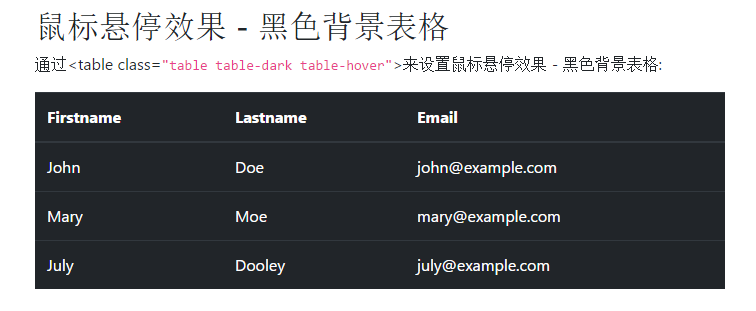 鼠标悬停效果 - 黑色背景表格
通过<table class="table table-dark table-hover">来设置鼠标悬停效果 - 黑色背景表格:
Firstname Lastname Email
John Doe john@example.com
Mary Moe mary@example.com
July Dooley july@example.com